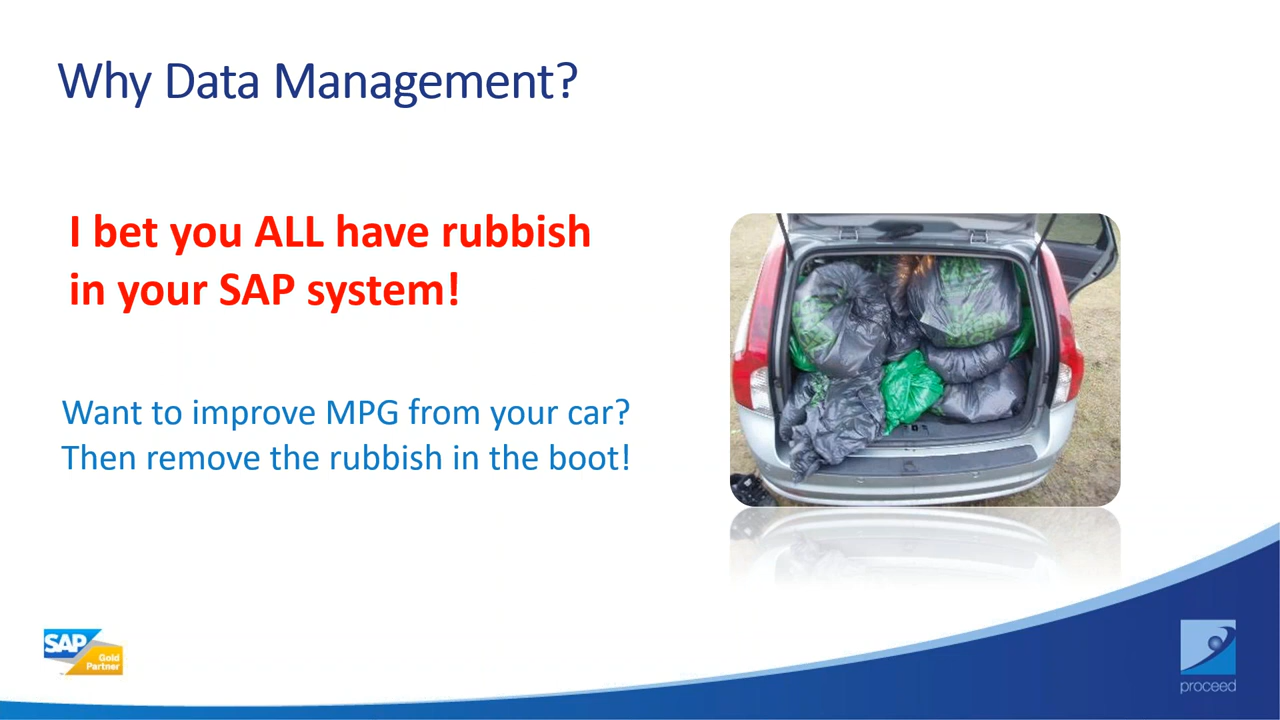 Why Data Management?
I bet you ALL have rubbish
in your SAP system!
Want to improve MPG from your car?
Then remove the rubbish in the boot!
SAP
Gold
Partner
proceed